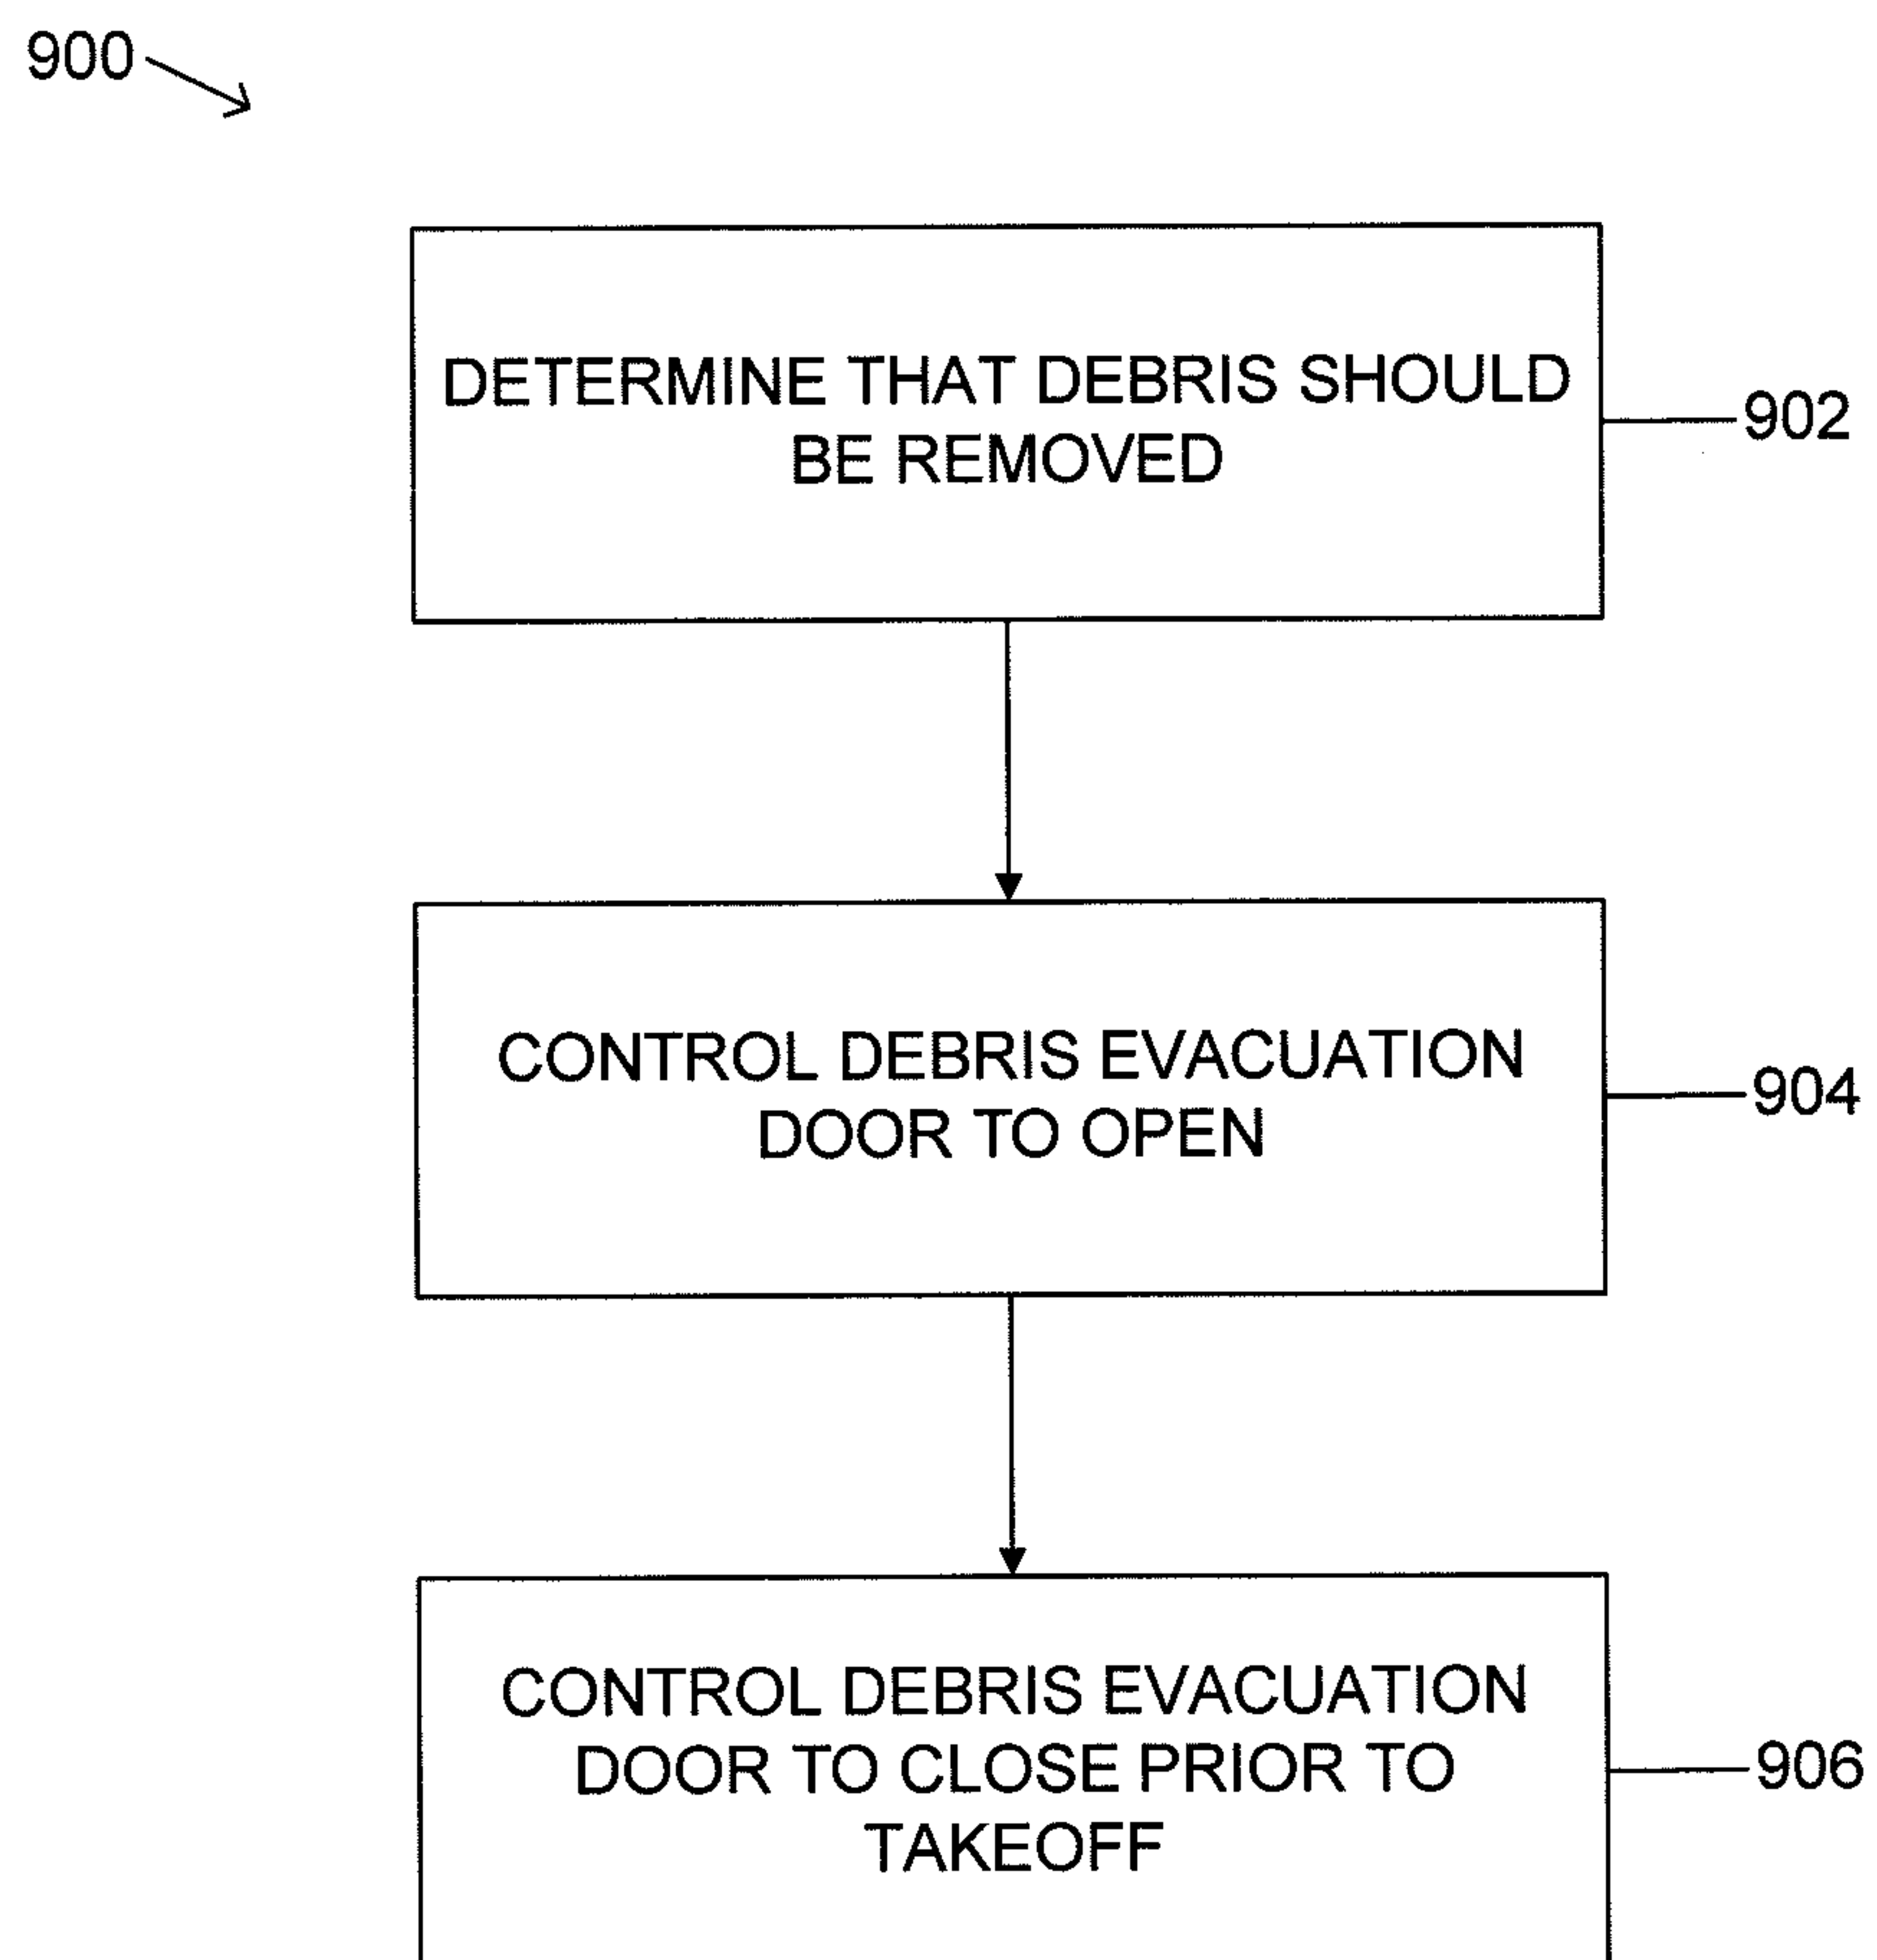 900
DETERMINE THAT DEBRIS SHOULD
BE REMOVED
902
CONTROL DEBRIS EVACUATION
DOOR TO OPEN
904
CONTROL DEBRIS EVACUATION
DOOR TO CLOSE PRIOR TO
TAKEOFF
906